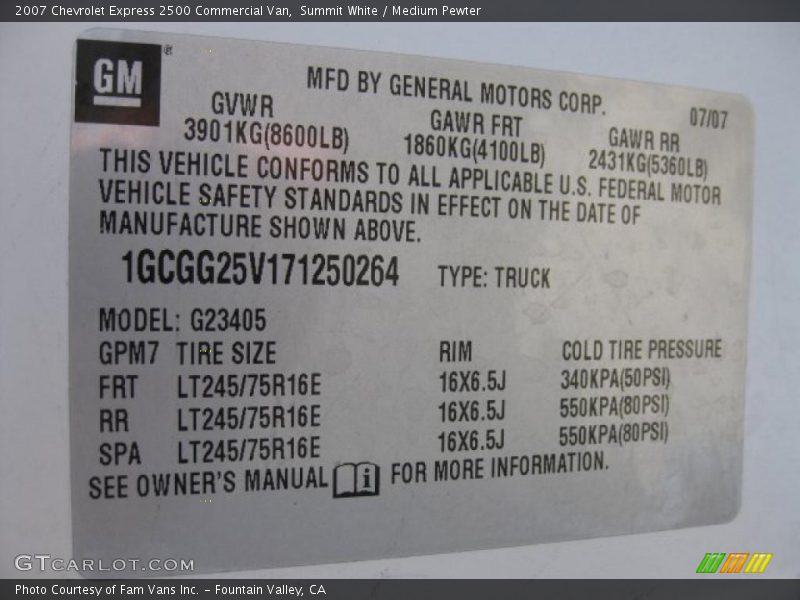 2007 Chevrolet Express 2500 Commercial Van, Summit White / Medium Pewter
GM®
MFD BY GENERAL MOTORS CORP.
07/07
GVWR GAWR FRT GAWR RR
3901KG(8600LB) 1860KG(4100LB) 2431KG(5360LB)
THIS VEHICLE CONFORMS TO ALL APPLICABLE U.S. FEDERAL MOTOR
VEHICLE SAFETY STANDARDS IN EFFECT ON THE DATE OF
MANUFACTURE SHOWN ABOVE.
1GCGG25V171250264 TYPE: TRUCK
MODEL: G23405
GPM7 TIRE SIZE RIM COLD TIRE PRESSURE
FRT LT245/75R16E 16X6.5J 340KPA(50PSI)
RR LT245/75R16E 16X6.5J 550KPA(80PSI)
SPA LT245/75R16E 16X6.5J 550KPA(80PSI)
SEE OWNER'S MANUAL i FOR MORE INFORMATION.
GTCARLOT.COM
Photo Courtesy of Fam Vans Inc. - Fountain Valley, CA